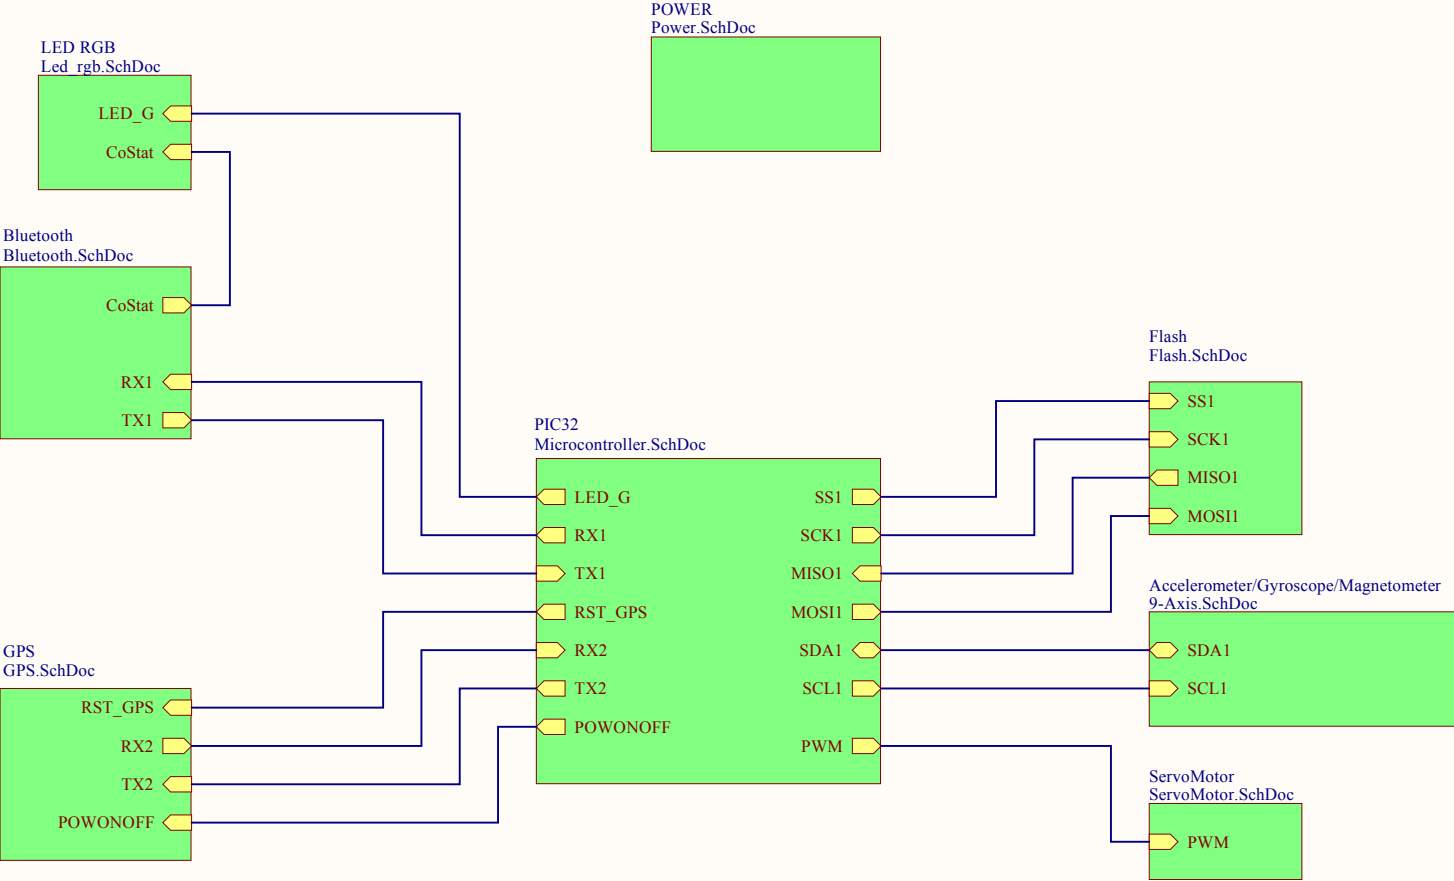 POWER
Power.SchDoc
LED RGB
Led_rgb.SchDoc
LED_G
CoStat
Bluetooth
Bluetooth.SchDoc
CoStat
RX1
TX1
GPS
GPS.SchDoc
RST_GPS
RX2
TX2
POWONOFF
PIC32
Microcontroller.SchDoc
LED_G
RX1
TX1
RST_GPS
RX2
TX2
POWONOFF
SS1
SCK1
MISO1
MOSI1
SDA1
SCL1
PWM
Flash
Flash.SchDoc
SS1
SCK1
MISO1
MOSI1
Accelerometer/Gyroscope/Magnetometer
9-Axis.SchDoc
SDA1
SCL1
ServoMotor
ServoMotor.SchDoc
PWM